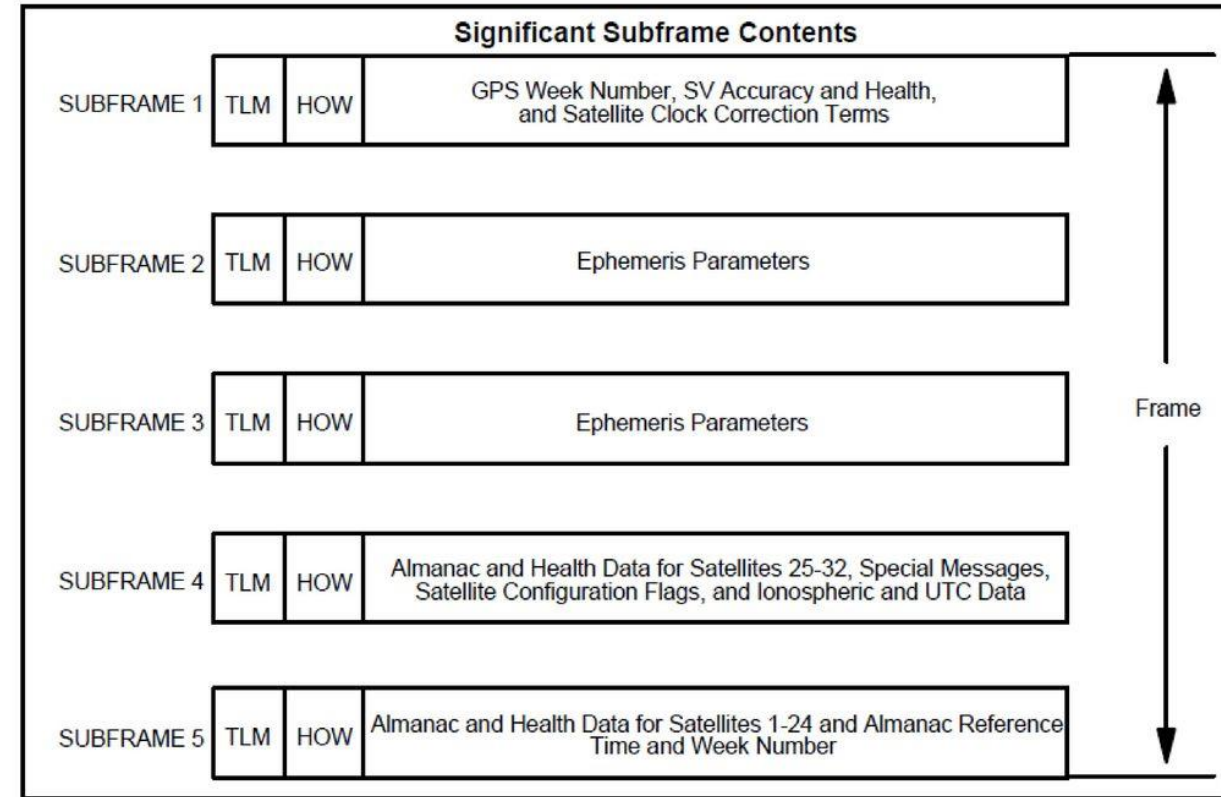 Significant Subframe Contents
SUBFRAME 1 TLM HOW GPS Week Number, SV Accuracy and Health,
and Satellite Clock Correction Terms
SUBFRAME 2 TLM HOW Ephemeris Parameters
SUBFRAME 3 TLM HOW Ephemeris Parameters
Frame
SUBFRAME 4 TLM HOW Almanac and Health Data for Satellites 25-32, Special Messages,
Satellite Configuration Flags, and Ionospheric and UTC Data
SUBFRAME 5 TLM HOW Almanac and Health Data for Satellites 1-24 and Almanac Reference
Time and Week Number